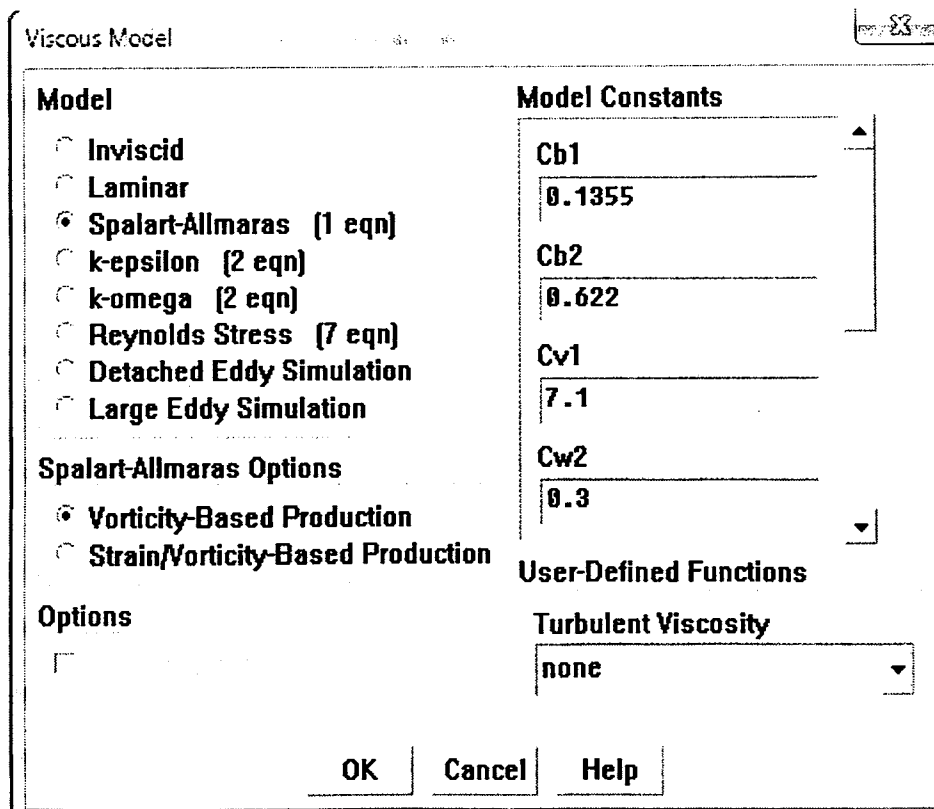 Viscous Model
Model
Inviscid
Laminar
Spalart-Allmaras (1 eqn)
k-epsilon (2 eqn)
k-omega (2 eqn)
Reynolds Stress (7 eqn)
Detached Eddy Simulation
Large Eddy Simulation
Spalart-Allmaras Options
Vorticity-Based Production
Strain/Vorticity-Based Production
Options
Model Constants
Cb1
0.1355
Cb2
0.622
Cv1
7.1
Cw2
0.3
User-Defined Functions
Turbulent Viscosity
none
OK Cancel Help